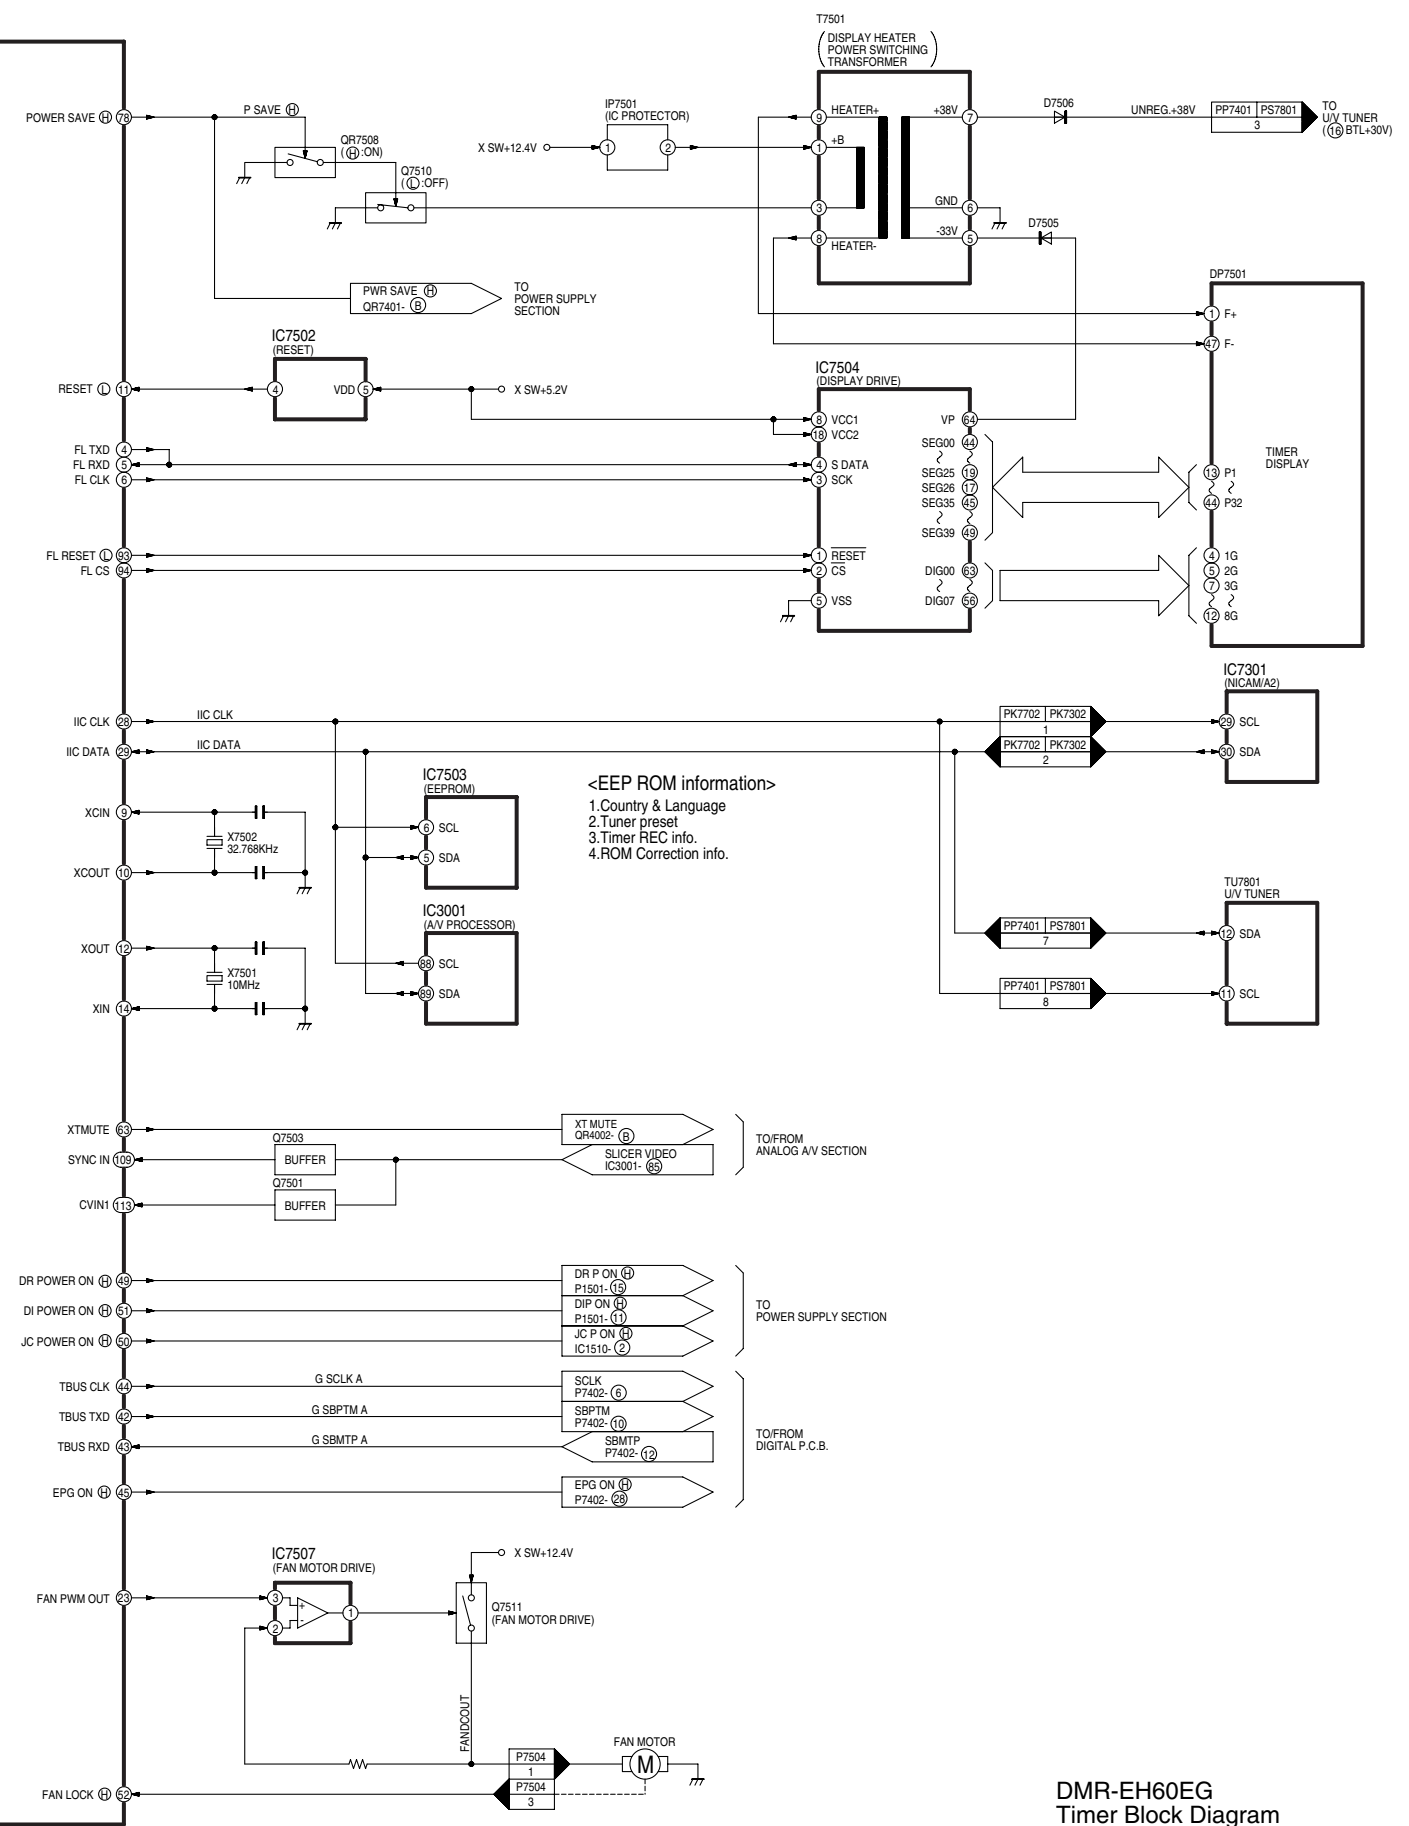 T7501
( DISPLAY HEATER
POWER SWITCHING
TRANSFORMER )
POWER SAVE Ⓗ 78
P SAVE Ⓗ
QR7508
(Ⓗ:ON)
Q7510
(Ⓛ:OFF)
X SW+12.4V
IP7501
(IC PROTECTOR)
1 2
9 HEATER+
1 +B
3
8 HEATER-
+38V 7
GND 6
-33V 5
D7506
D7505
UNREG.+38V
PP7401 PS7801
3
TO
U/V TUNER
(⑯ BTL+30V)
PWR SAVE Ⓗ
QR7401- Ⓑ
TO
POWER SUPPLY
SECTION
DP7501
1 F+
47 F-
TIMER
DISPLAY
13 P1
44 P32
4 1G
5 2G
7 3G
12 8G
IC7502
(RESET)
RESET Ⓛ 11
4 VDD 5
X SW+5.2V
FL TXD 4
FL RXD 5
FL CLK 6
FL RESET Ⓛ 93
FL CS 94
IC7504
(DISPLAY DRIVE)
8 VCC1
18 VCC2
4 S DATA
3 SCK
1 RESET
2 CS
5 VSS
VP 64
SEG00 44
SEG25 19
SEG26 17
SEG35 45
SEG39 49
DIG00 63
DIG07 56
IIC CLK 28 IIC CLK
IIC DATA 29 IIC DATA
PK7702 PK7302
1
PK7702 PK7302
2
IC7301
(NICAM/A2)
29 SCL
30 SDA
XCIN 9
X7502
32.768KHz
XCOUT 10
XOUT 12
X7501
10MHz
XIN 14
IC7503
(EEPROM)
6 SCL
5 SDA
IC3001
(A/V PROCESSOR)
88 SCL
89 SDA
<EEP ROM information>
1.Country & Language
2.Tuner preset
3.Timer REC info.
4.ROM Correction info.
PP7401 PS7801
7
PP7401 PS7801
8
TU7801
U/V TUNER
12 SDA
11 SCL
XTMUTE 63
SYNC IN 109
CVIN1 113
Q7503
BUFFER
Q7501
BUFFER
XT MUTE
QR4002- Ⓑ
SLICER VIDEO
IC3001- 85
TO/FROM
ANALOG A/V SECTION
DR POWER ON Ⓗ 49
DI POWER ON Ⓗ 51
JC POWER ON Ⓗ 50
DR P ON Ⓗ
P1501- ⑮
DIP ON Ⓗ
P1501- ⑪
JC P ON Ⓗ
IC1510- ②
TO
POWER SUPPLY SECTION
TBUS CLK 44 G SCLK A
TBUS TXD 42 G SBPTM A
TBUS RXD 43 G SBMTP A
EPG ON Ⓗ 45
SCLK
P7402- ⑥
SBPTM
P7402- ⑩
SBMTP
P7402- ⑫
EPG ON Ⓗ
P7402- ㉘
TO/FROM
DIGITAL P.C.B.
IC7507
(FAN MOTOR DRIVE)
FAN PWM OUT 23
3 +
2 -
1
X SW+12.4V
Q7511
(FAN MOTOR DRIVE)
FANDCOUT
FAN MOTOR
M
P7504
1
P7504
3
FAN LOCK Ⓗ 52
DMR-EH60EG
Timer Block Diagram